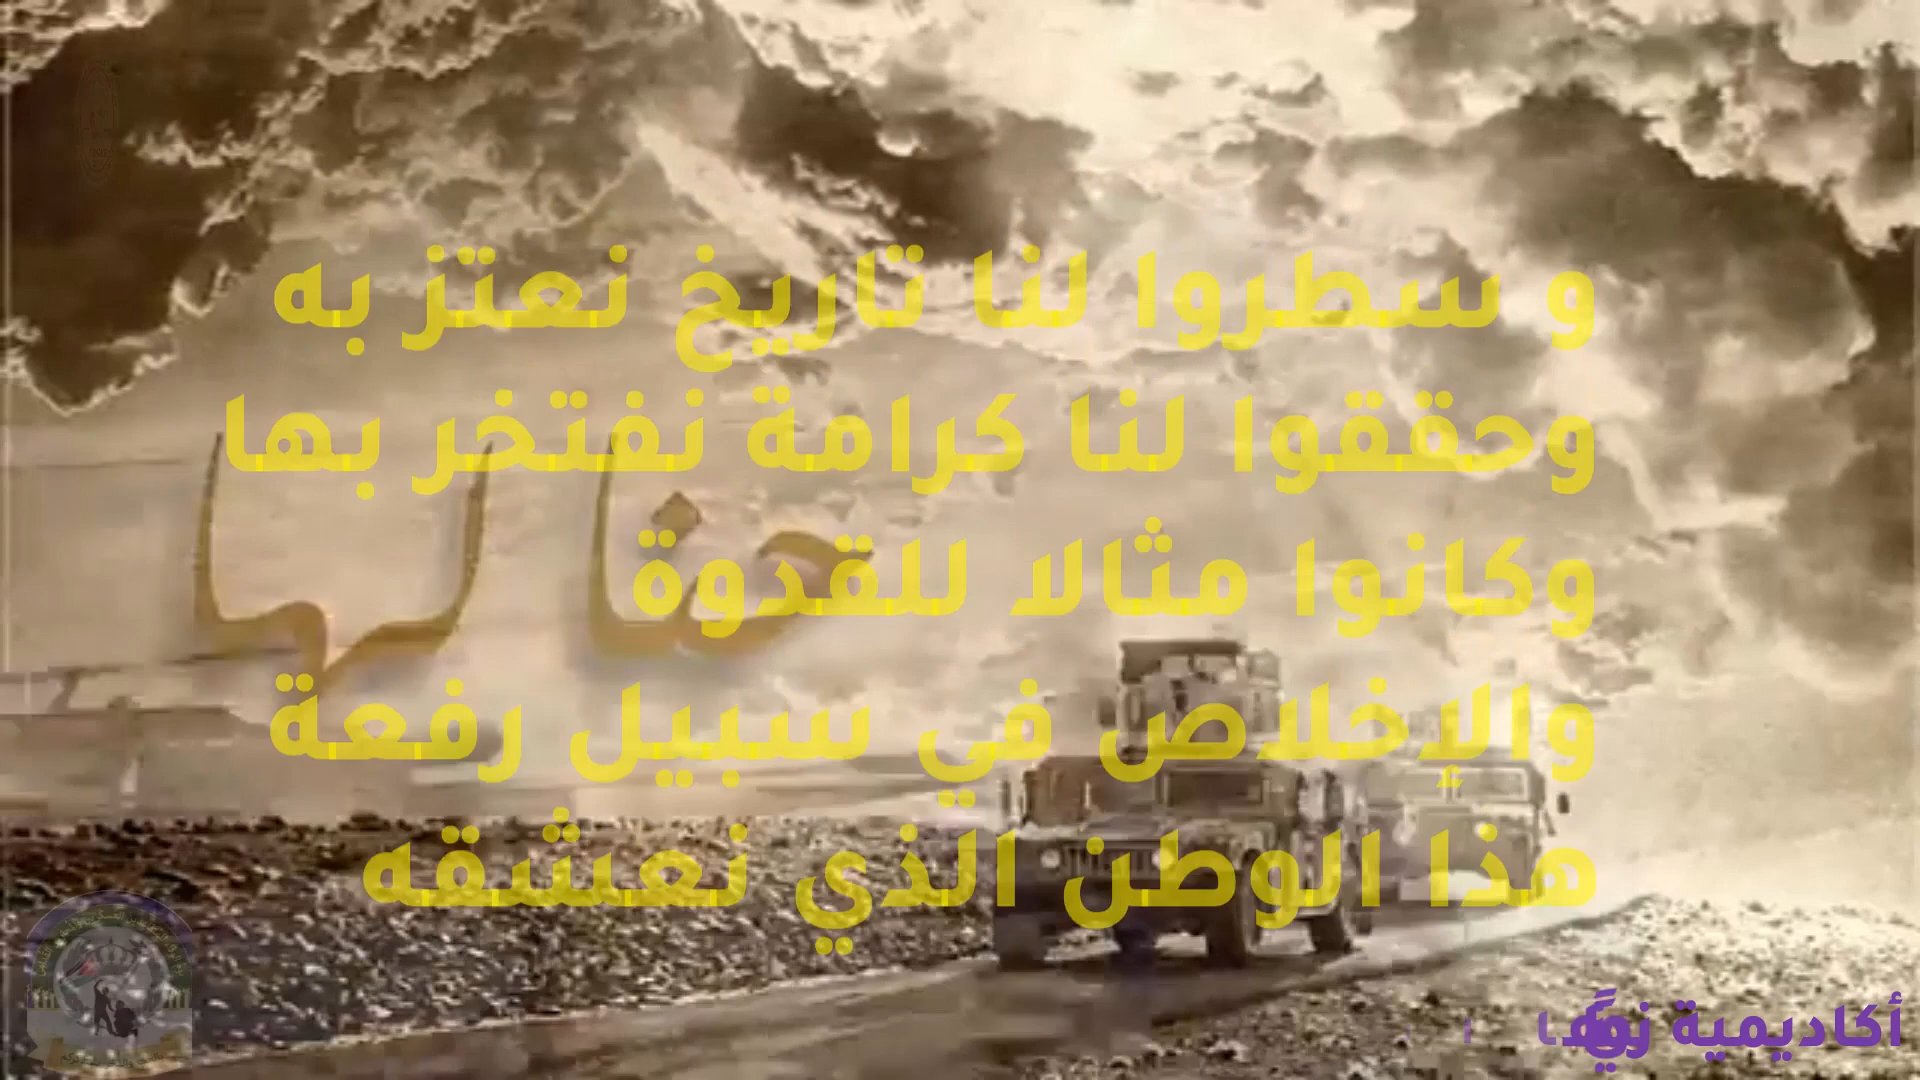 و سطروا لنا تاريخ نعتز به
وحققوا لنا كرامة نفتخر بها
وكانوا مثالا للقدوة
والإخلاص في سبيل رفعة
هذا الوطن الذي نعشقه
حنا لها
أكاديمية